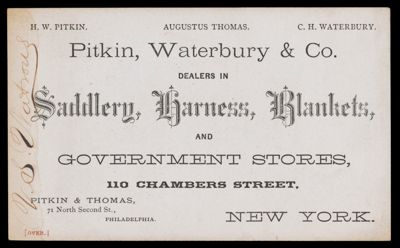 H. W. PITKIN. AUGUSTUS THOMAS. C. H. WATERBURY.
Pitkin, Waterbury & Co.
DEALERS IN
Saddlery, Harness, Blankets,
AND
GOVERNMENT STORES,
110 CHAMBERS STREET,
PITKIN & THOMAS,
71 North Second St.,
PHILADELPHIA.
NEW YORK.
[OVER.]